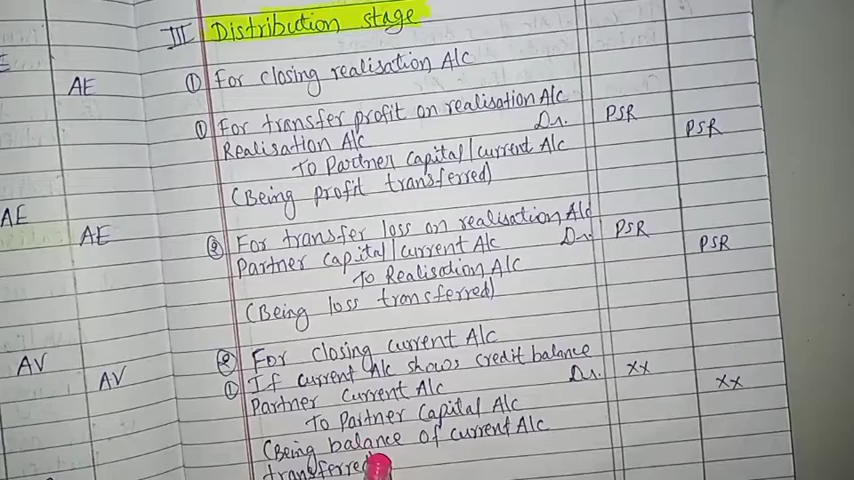 III Distribution stage
① For closing realisation A/c
AE
① For transfer profit on realisation A/c
Realisation A/c Dr. PSR
To Partner capital/current A/c PSR
(Being profit transferred)
AE
AE
② For transfer loss on realisation A/c
Partner capital/current A/c Dr. PSR
To Realisation A/c PSR
(Being loss transferred)
② For closing current A/c
AV
① If current A/c shows credit balance
AV
Partner current A/c Dr. xx
To Partner Capital A/c xx
(Being balance of current A/c
transferred